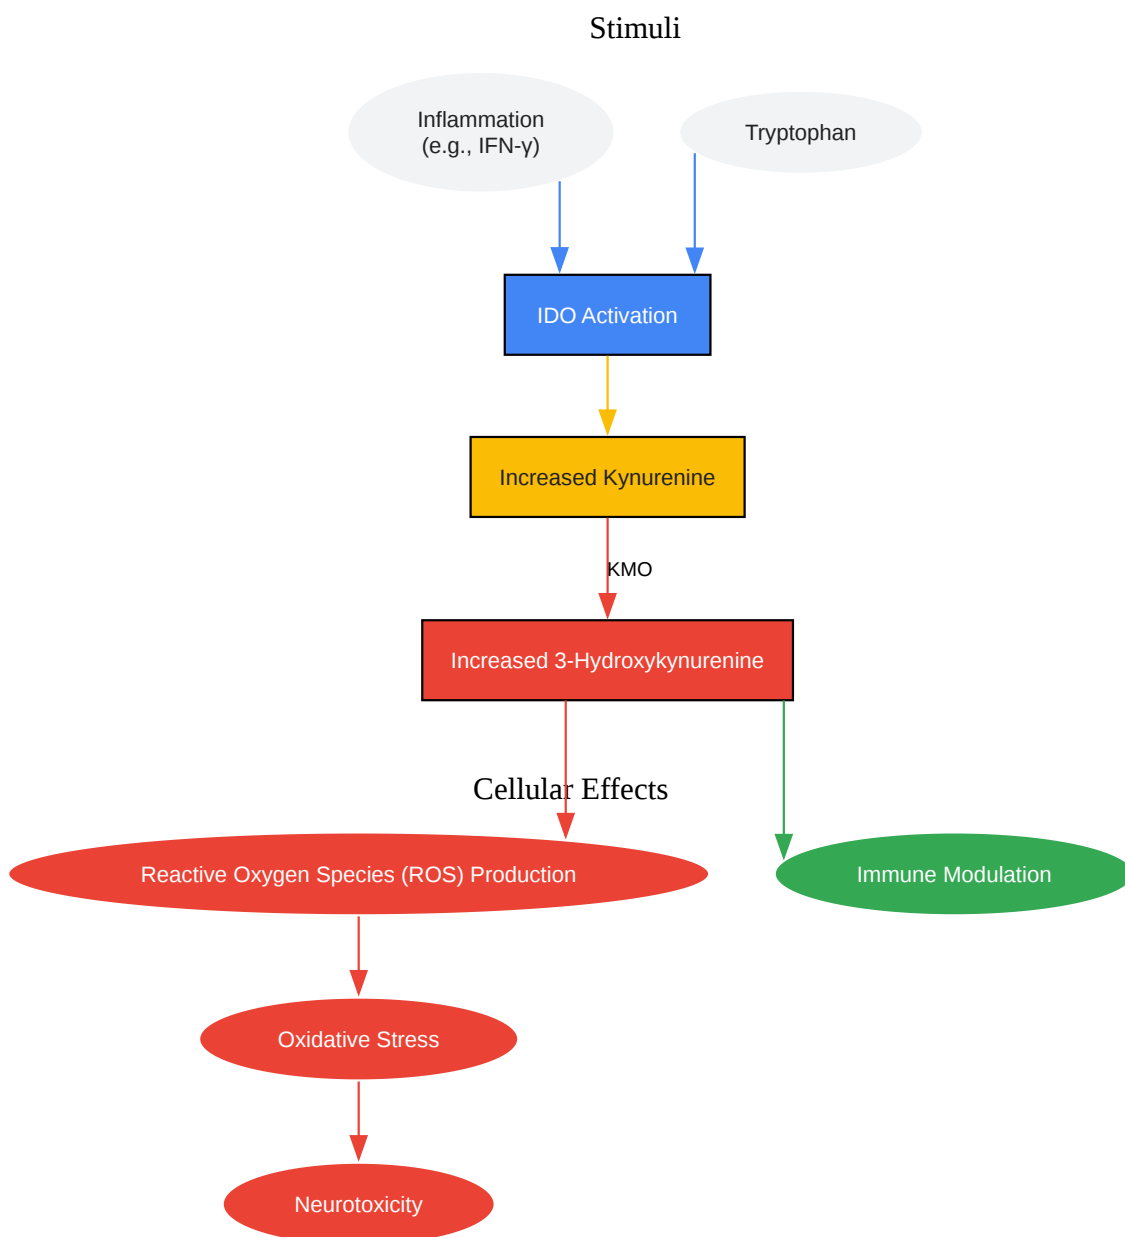 Stimuli
Inflammation
(e.g., IFN-γ)
Tryptophan
IDO Activation
Increased Kynurenine
KMO
Increased 3-Hydroxykynurenine
Cellular Effects
Reactive Oxygen Species (ROS) Production
Immune Modulation
Oxidative Stress
Neurotoxicity